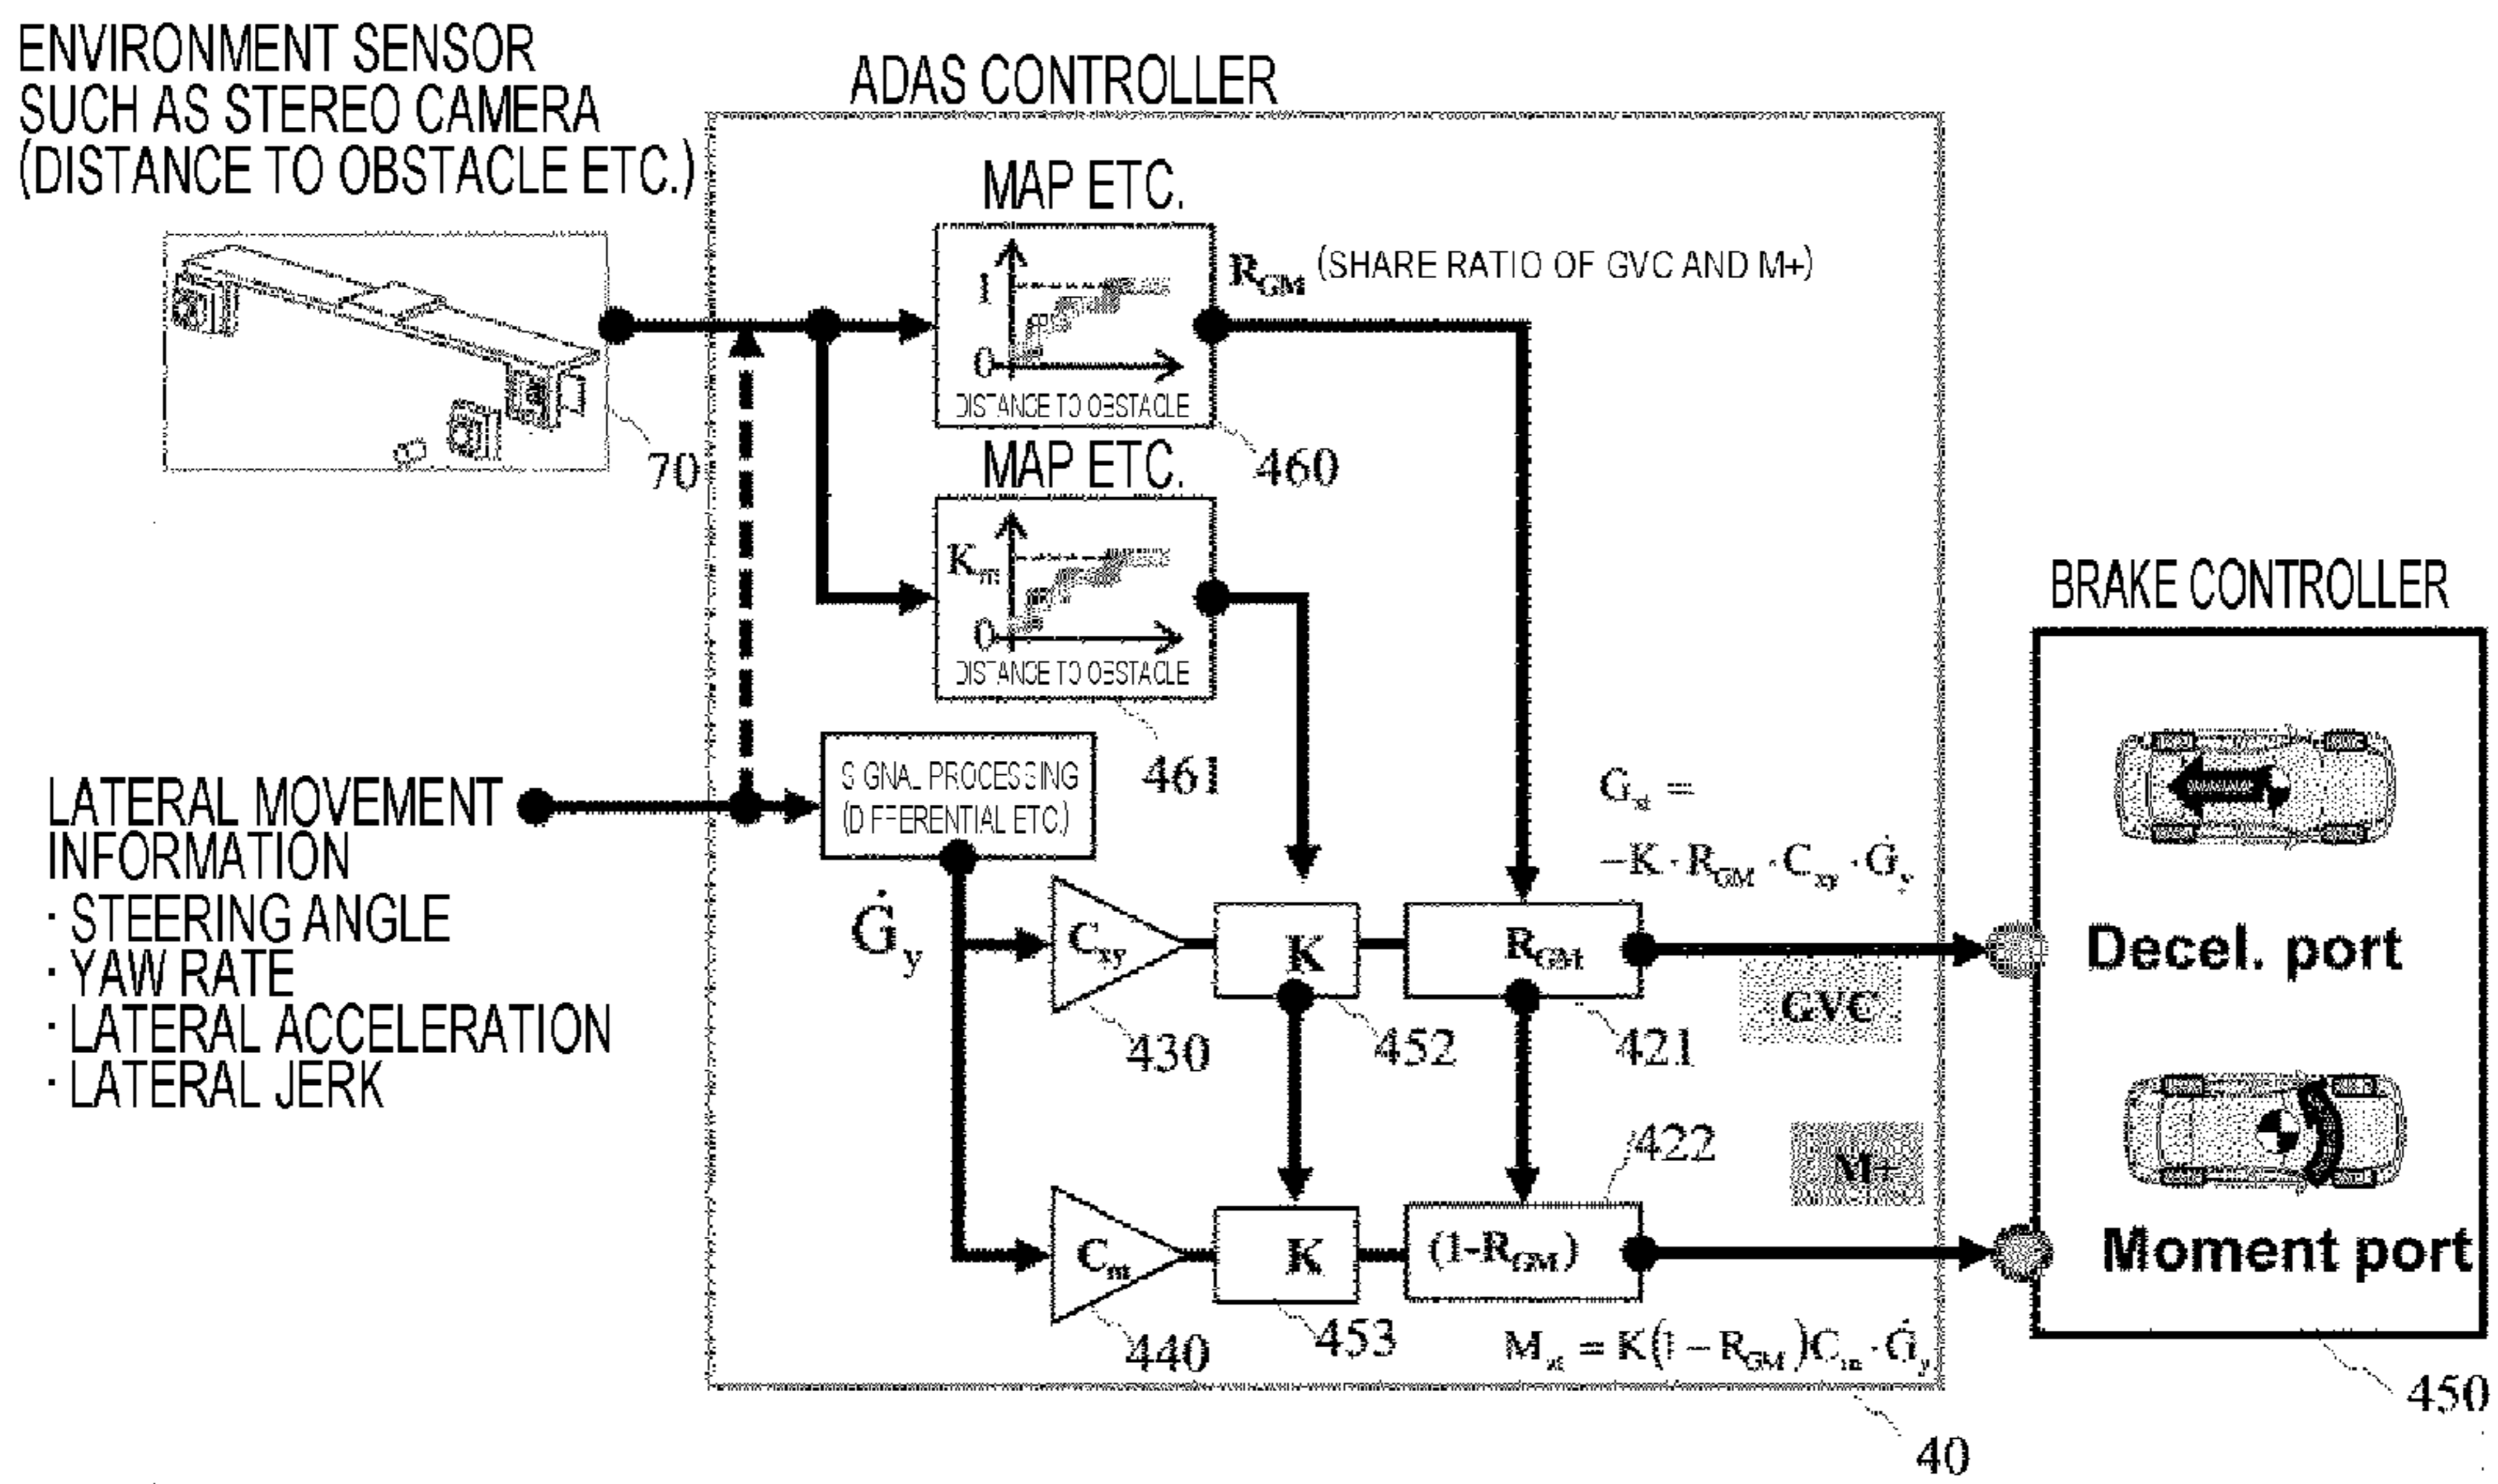 ENVIRONMENT SENSOR
SUCH AS STEREO CAMERA
(DISTANCE TO OBSTACLE ETC.)
70
ADAS CONTROLLER
MAP ETC.
1
0
DISTANCE TO OBSTACLE
460
R_GM (SHARE RATIO OF GVC AND M+)
MAP ETC.
K_m
0
DISTANCE TO OBSTACLE
461
LATERAL MOVEMENT
INFORMATION
· STEERING ANGLE
· YAW RATE
· LATERAL ACCELERATION
· LATERAL JERK
SIGNAL PROCESSING
(DIFFERENTIAL ETC.)
Ġ_y
C_xy
430
K
452
R_GM
421
G_xt =
−K · R_GM · C_xy · Ġ_y
GVC
C_m
440
K
453
(1-R_GM)
422
M+
M_zt = K(1 − R_GM)C_m · Ġ_y
40
BRAKE CONTROLLER
Decel. port
Moment port
450